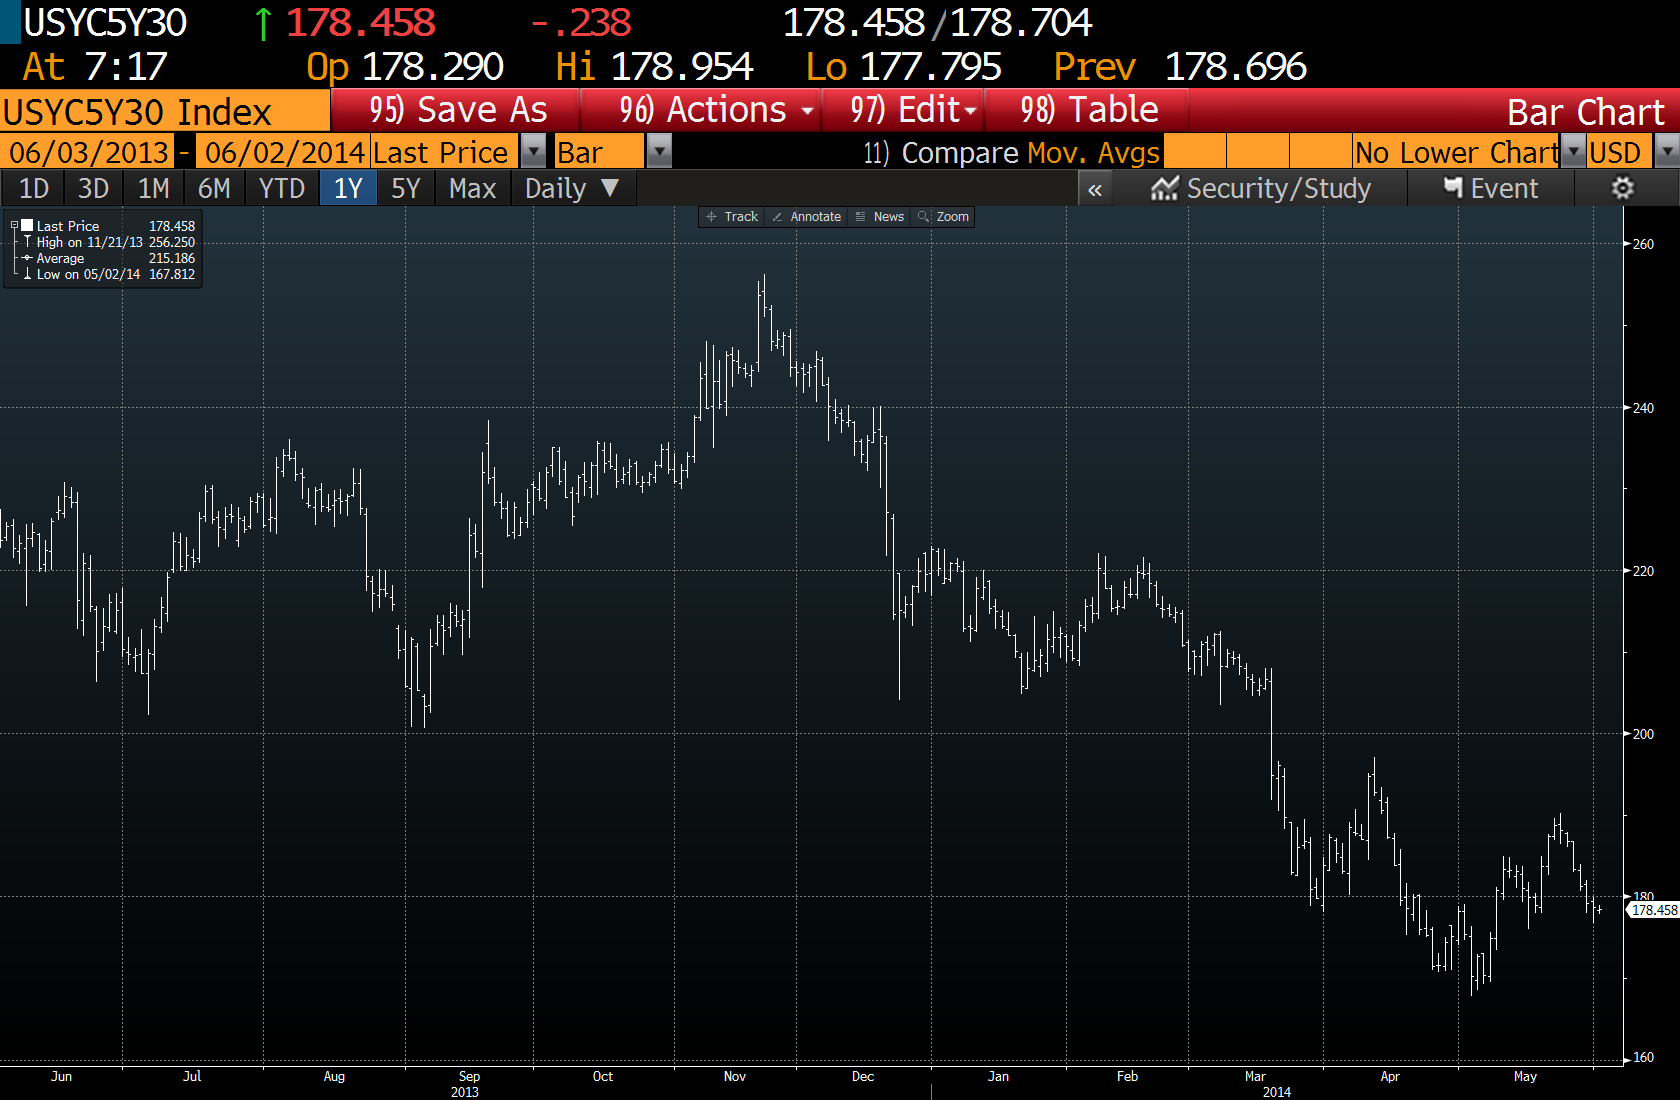 USYC5Y30 ↑ 178.458 -.238 178.458/178.704
At 7:17 Op 178.290 Hi 178.954 Lo 177.795 Prev 178.696
USYC5Y30 Index 95) Save As 96) Actions 97) Edit 98) Table Bar Chart
06/03/2013 - 06/02/2014 Last Price Bar 11) Compare Mov. Avgs No Lower Chart USD
1D 3D 1M 6M YTD 1Y 5Y Max Daily ▼ « Security/Study Event
Track Annotate News Zoom
Last Price 178.458
High on 11/21/13 256.250
Average 215.186
Low on 05/02/14 167.812
260
240
220
200
180
178.458
160
Jun Jul Aug Sep Oct Nov Dec Jan Feb Mar Apr May
2013 2014